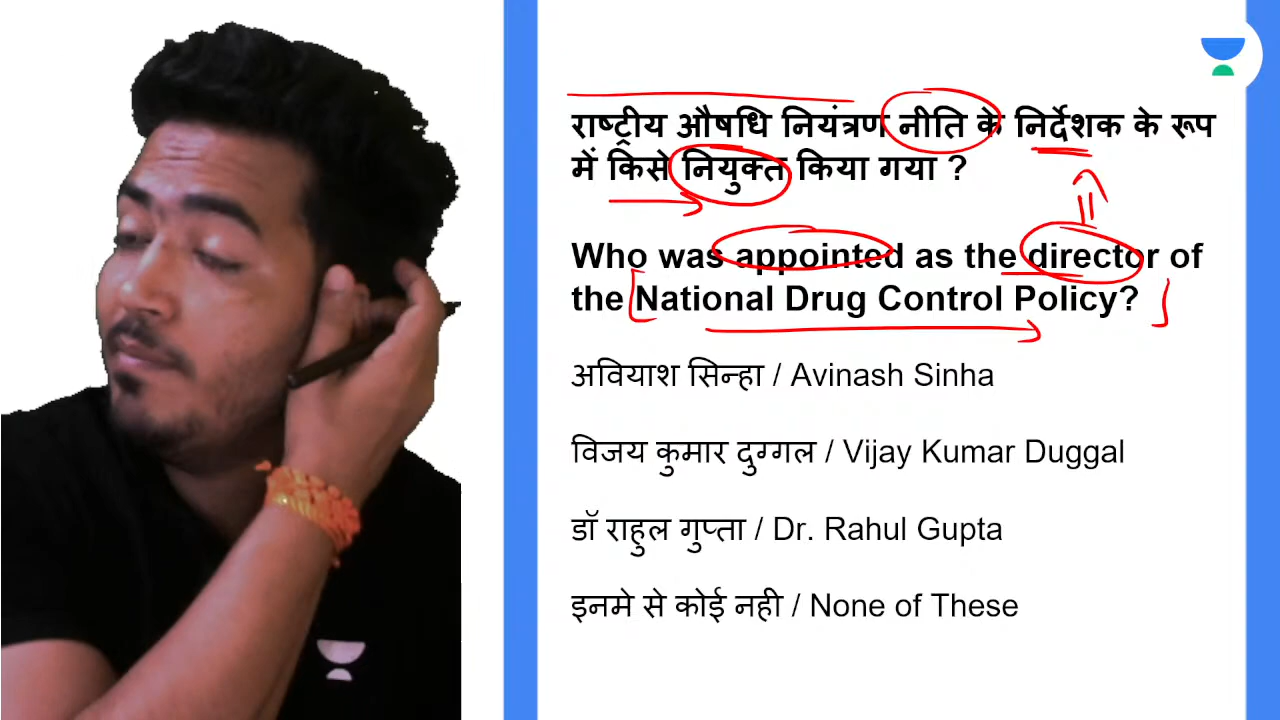 राष्ट्रीय औषधि नियंत्रण नीति के निर्देशक के रूप
में किसे नियुक्त किया गया ?
Who was appointed as the director of
the National Drug Control Policy?
अवियाश सिन्हा / Avinash Sinha
विजय कुमार दुग्गल / Vijay Kumar Duggal
डॉ राहुल गुप्ता / Dr. Rahul Gupta
इनमे से कोई नही / None of These